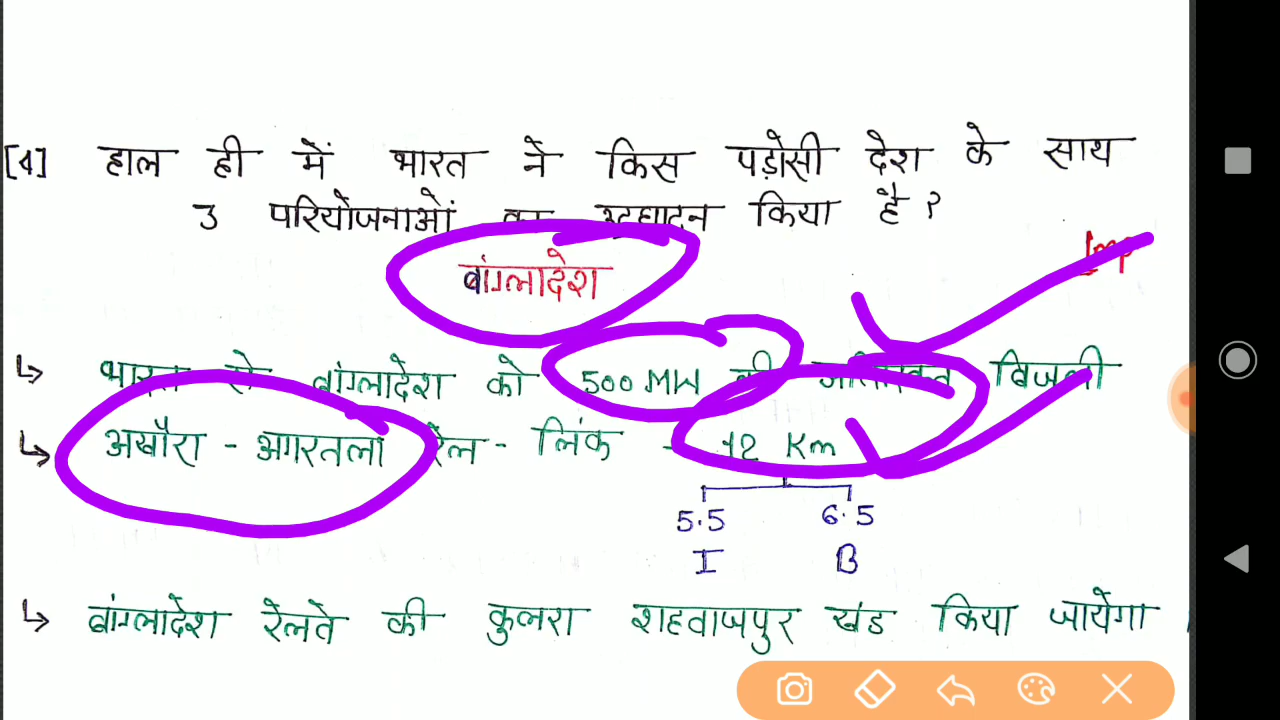 [4] हाल ही में भारत ने किस पड़ोसी देश के साथ
3 परियोजनाओं का उद्घाटन किया है ?
बांग्लादेश
Imp
↳ भारत से बांग्लादेश को 500 MW की अतिरिक्त बिजली
↳ अखौरा - अगरतला रेल - लिंक - 12 Km
5.5 6.5
I B
↳ बांग्लादेश रेलवे की कुलरा शहवाजपुर खंड किया जायेगा